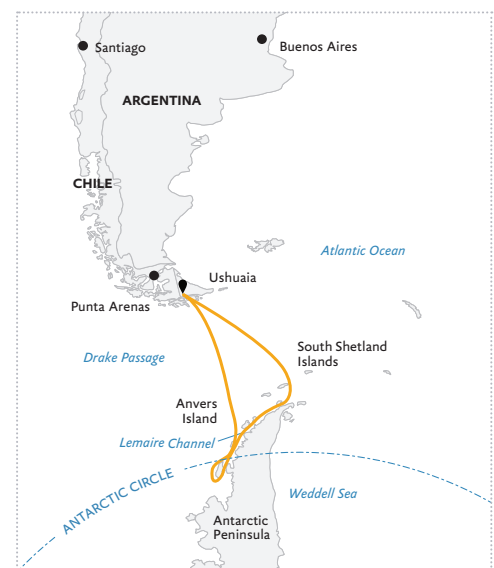 Santiago
Buenos Aires
ARGENTINA
CHILE
Atlantic Ocean
Ushuaia
Punta Arenas
South Shetland
Islands
Drake Passage
Anvers
Island
Lemaire Channel
ANTARCTIC CIRCLE
Weddell Sea
Antarctic
Peninsula